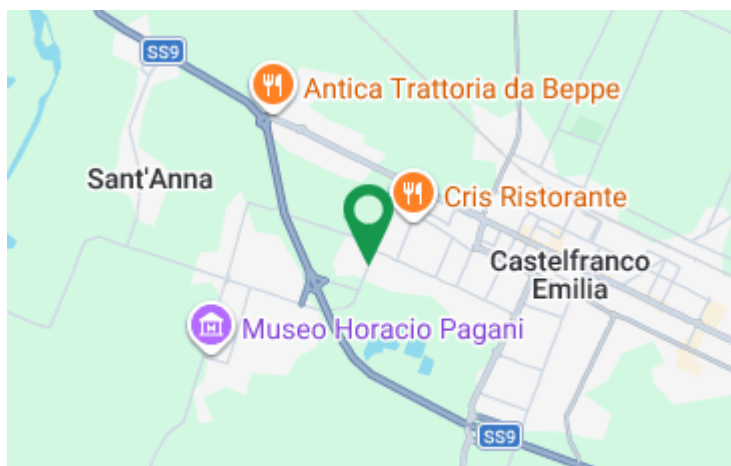 SS9
Antica Trattoria da Beppe
Sant'Anna
Cris Ristorante
Castelfranco
Emilia
Museo Horacio Pagani
SS9